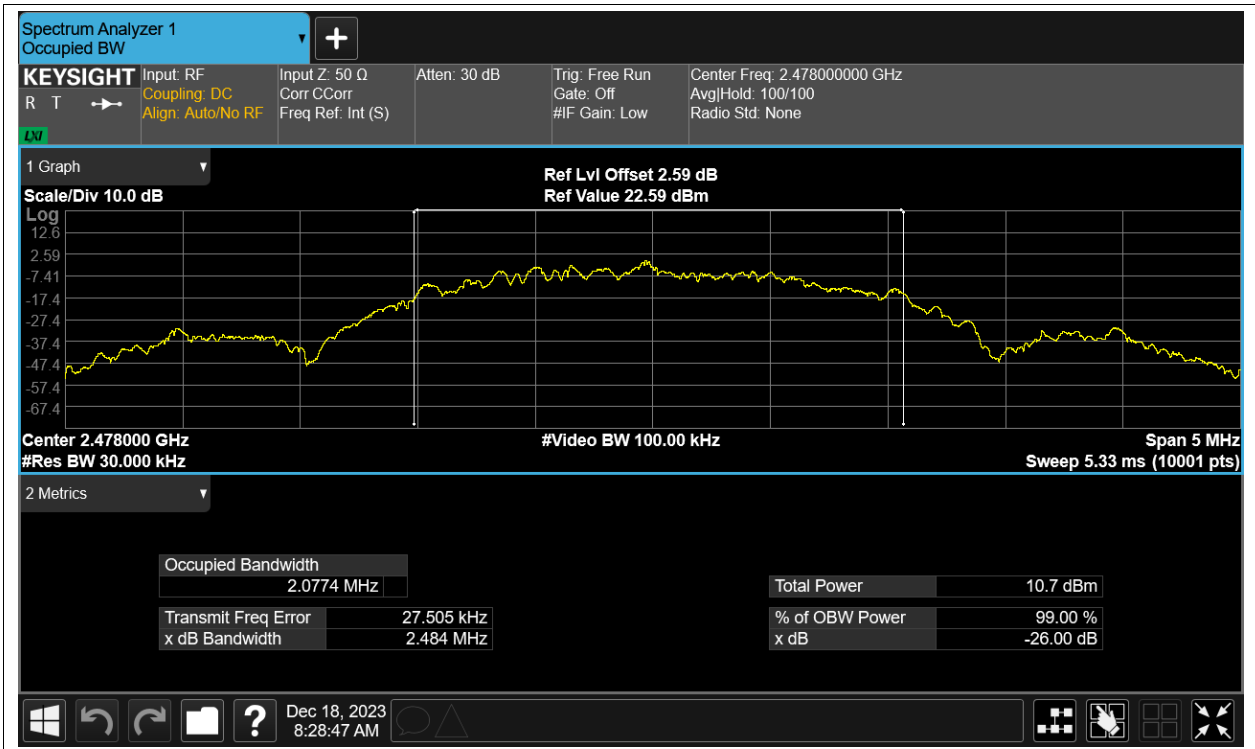 Spectrum Analyzer 1
Occupied BW
KEYSIGHT
R T
LXI
Input: RF
Coupling: DC
Align: Auto/No RF
Input Z: 50 Ω
Corr CCorr
Freq Ref: Int (S)
Atten: 30 dB
Trig: Free Run
Gate: Off
#IF Gain: Low
Center Freq: 2.478000000 GHz
Avg|Hold: 100/100
Radio Std: None
1 Graph
Scale/Div 10.0 dB
Ref Lvl Offset 2.59 dB
Ref Value 22.59 dBm
Log
12.6
2.59
-7.41
-17.4
-27.4
-37.4
-47.4
-57.4
-67.4
Center 2.478000 GHz
#Res BW 30.000 kHz
#Video BW 100.00 kHz
Span 5 MHz
Sweep 5.33 ms (10001 pts)
2 Metrics
Occupied Bandwidth
2.0774 MHz
Transmit Freq Error 27.505 kHz
x dB Bandwidth 2.484 MHz
Total Power 10.7 dBm
% of OBW Power 99.00 %
x dB -26.00 dB
?
Dec 18, 2023
8:28:47 AM